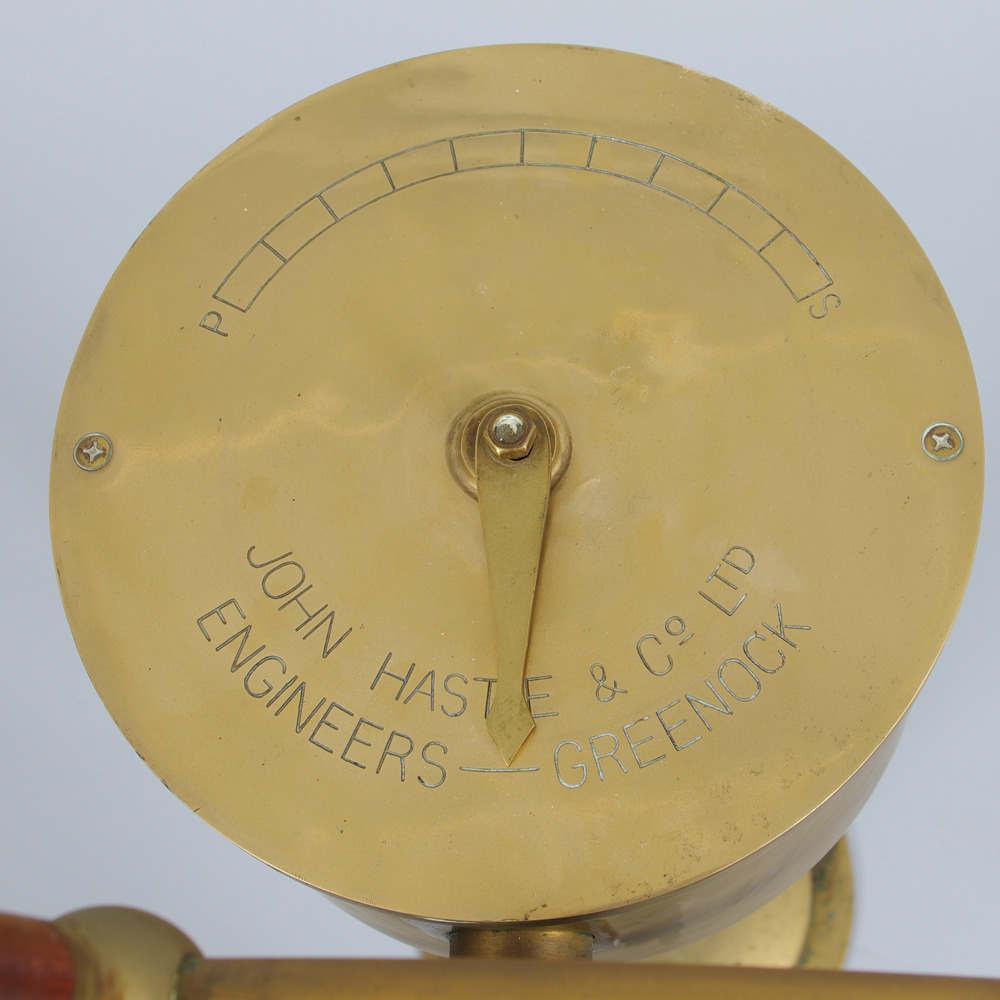 P S
JOHN HASTIE & Cº LTD
ENGINEERS — GREENOCK